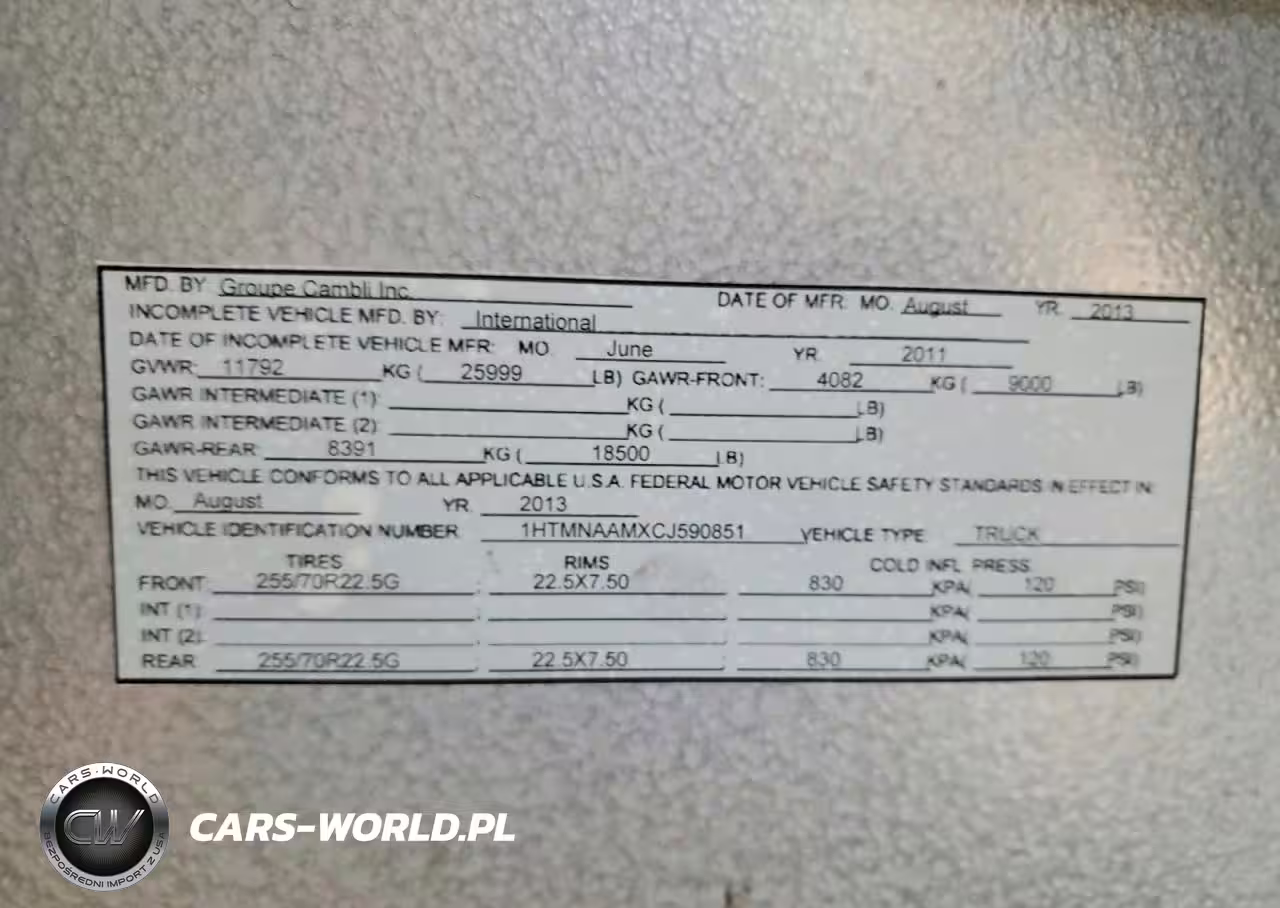 MFD. BY Groupe Cambli Inc. DATE OF MFR. MO. August YR. 2013
INCOMPLETE VEHICLE MFD. BY: International
DATE OF INCOMPLETE VEHICLE MFR: MO. June YR. 2011
GVWR: 11792 KG ( 25999 LB) GAWR-FRONT: 4082 KG ( 9000 LB)
GAWR INTERMEDIATE (1): KG ( LB)
GAWR INTERMEDIATE (2): KG ( LB)
GAWR-REAR: 8391 KG ( 18500 LB)
THIS VEHICLE CONFORMS TO ALL APPLICABLE U.S.A. FEDERAL MOTOR VEHICLE SAFETY STANDARDS IN EFFECT IN:
MO. August YR. 2013
VEHICLE IDENTIFICATION NUMBER: 1HTMNAAMXCJ590851 VEHICLE TYPE: TRUCK
TIRES RIMS COLD INFL. PRESS.
FRONT: 255/70R22.5G ; 22.5X7.50 830 KPA( 120 PSI)
INT (1): ; KPA( PSI)
INT (2): ; KPA( PSI)
REAR: 255/70R22.5G ; 22.5X7.50 830 KPA( 120 PSI)
CARS-WORLD
CW
BEZPOŚREDNI IMPORT Z USA
CARS-WORLD.PL